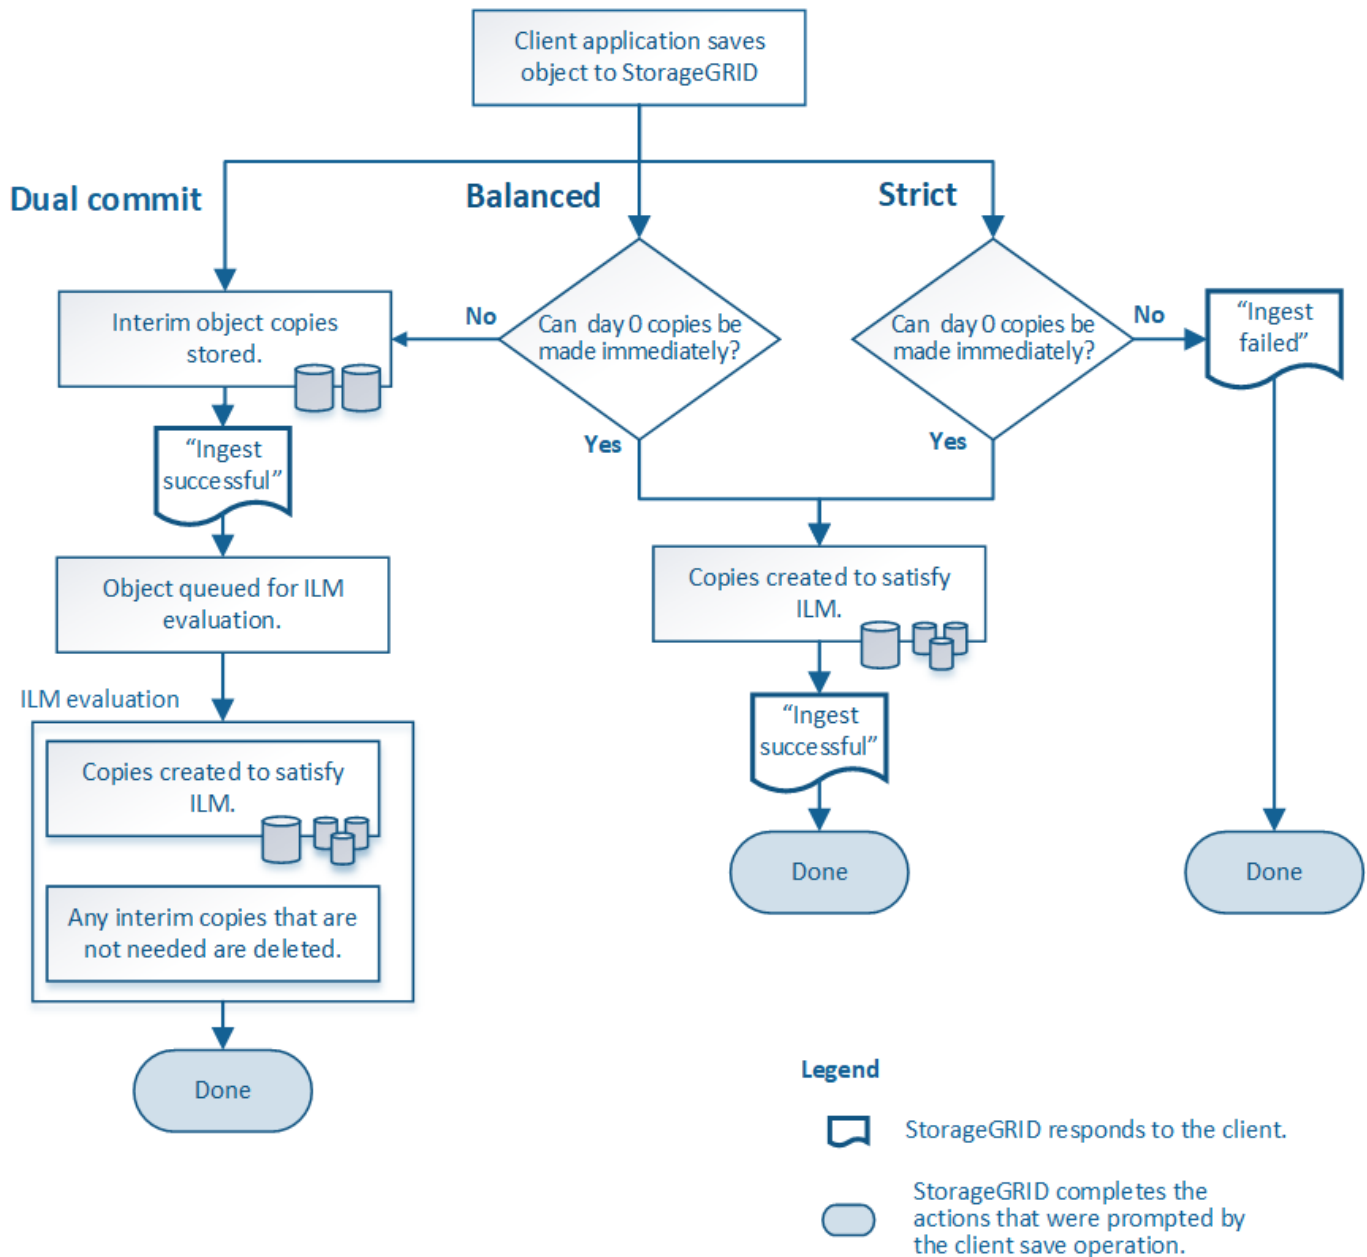 Client application saves
object to StorageGRID
Dual commit
Balanced
Strict
Interim object copies
stored.
No
Can day 0 copies be
made immediately?
Can day 0 copies be
made immediately?
No
“Ingest
failed”
Yes
Yes
“Ingest
successful”
Object queued for ILM
evaluation.
Copies created to satisfy
ILM.
ILM evaluation
“Ingest
successful”
Copies created to satisfy
ILM.
Any interim copies that are
not needed are deleted.
Done
Done
Done
Legend
StorageGRID responds to the client.
StorageGRID completes the
actions that were prompted by
the client save operation.